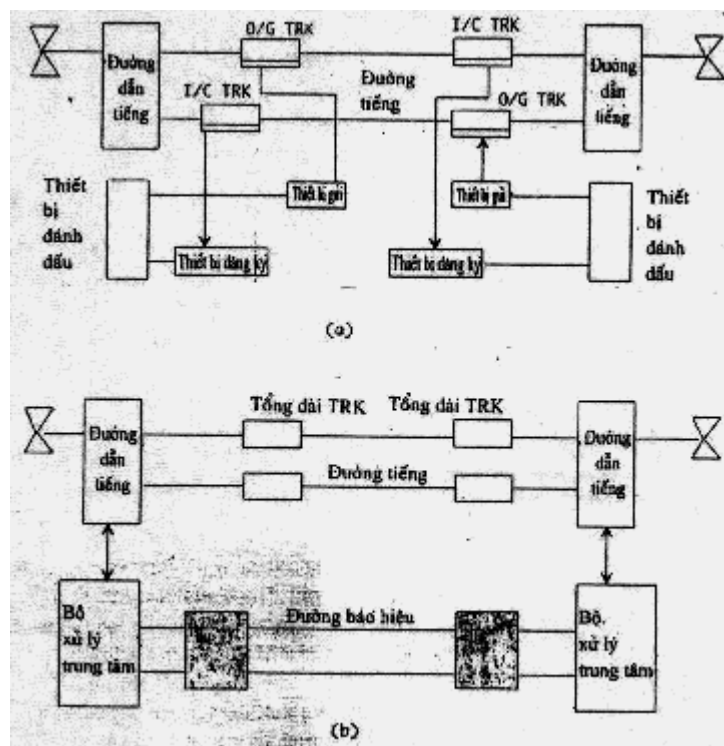 O/G TRK
I/C TRK
Đường
dẫn
tiếng
I/C TRK
Đường
tiếng
O/G TRK
Đường
dẫn
tiếng
Thiết
bị
đánh
dấu
Thiết bị gửi
Thiết bị
Thiết
bị
đánh
dấu
Thiết bị đăng ký
Thiết bị đăng ký
(a)
Tổng đài TRK
Tổng đài TRK
Đường
dẫn
tiếng
Đường tiếng
Đường
dẫn
tiếng
Bộ
xử lý
trung tâm
Đường báo hiệu
Bộ.
xử lý
trung tâm
(b)